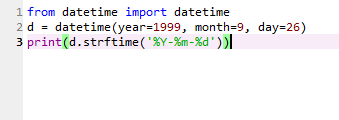 1 from datetime import datetime
2 d = datetime(year=1999, month=9, day=26)
3 print(d.strftime('%Y-%m-%d'))